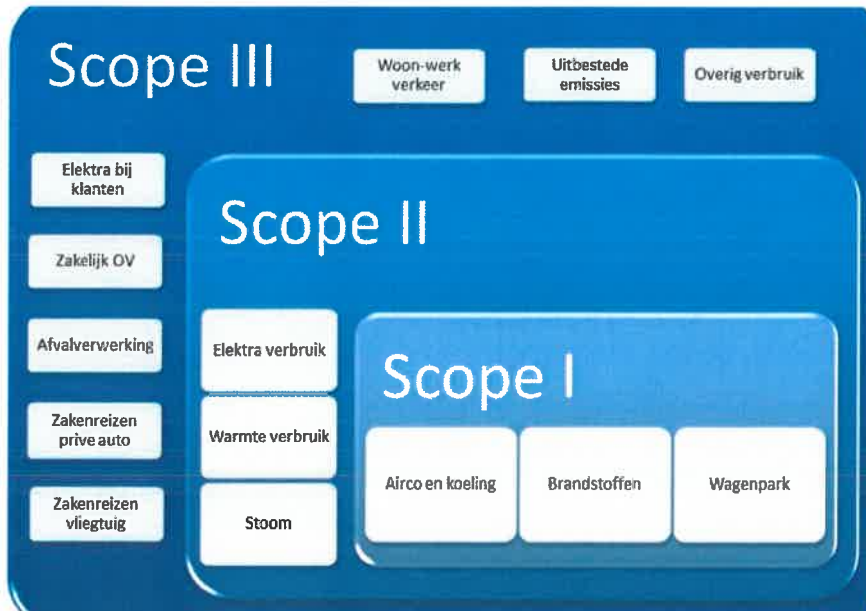 Scope III
Woon-werk
verkeer
Uitbestede
emissies
Overig verbruik
Elektra bij
klanten
Zakelijk OV
Afvalverwerking
Zakenreizen
prive auto
Zakenreizen
vliegtuig
Scope II
Elektra verbruik
Warmte verbruik
Stoom
Scope I
Airco en koeling
Brandstoffen
Wagenpark